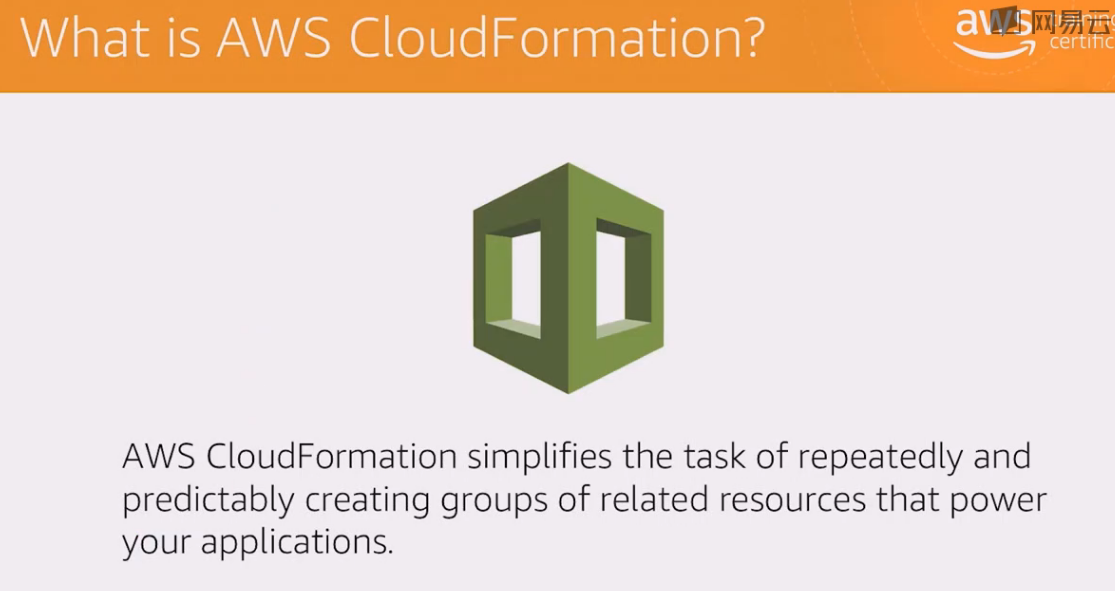 What is AWS CloudFormation?
aws
网易云
certific
AWS CloudFormation simplifies the task of repeatedly and
predictably creating groups of related resources that power
your applications.